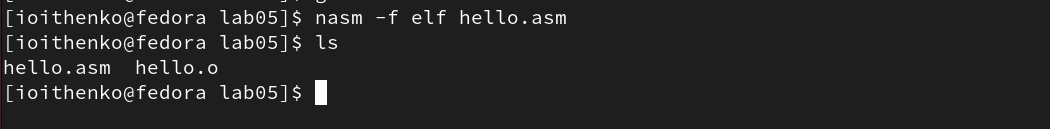 [ioithenko@fedora lab05]$ nasm -f elf hello.asm
[ioithenko@fedora lab05]$ ls
hello.asm  hello.o
[ioithenko@fedora lab05]$